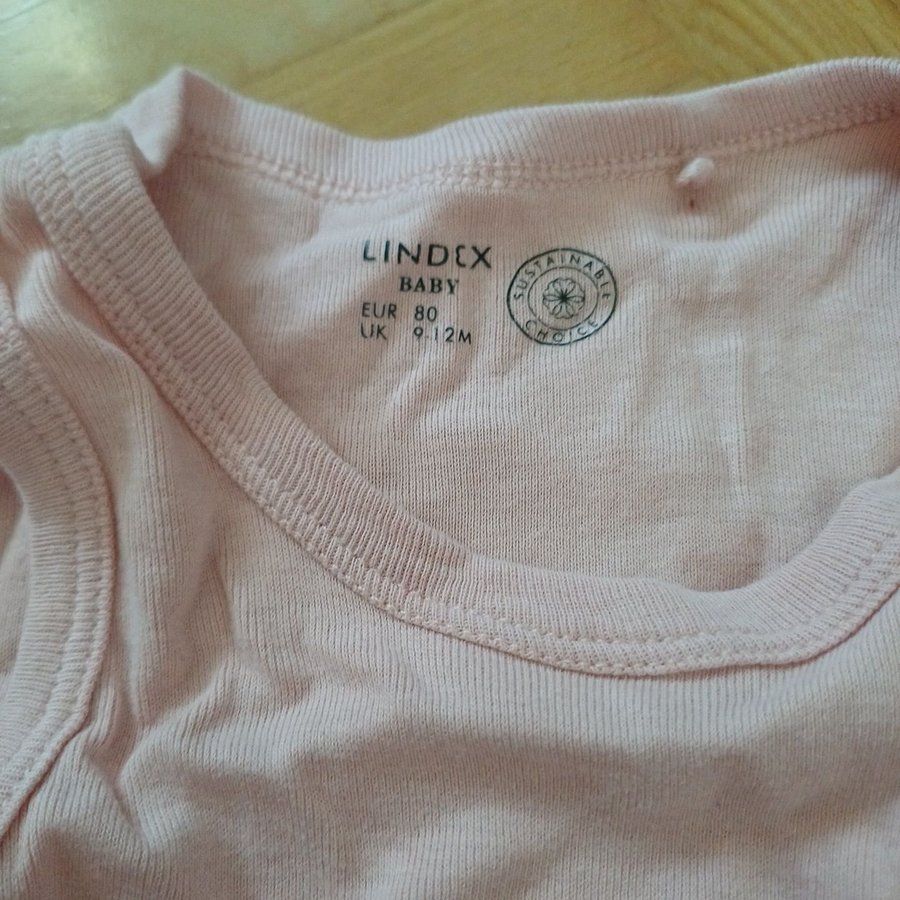 LINDEX
BABY
EUR 80
UK 9-12M
SUSTAINABLE
CHOICE